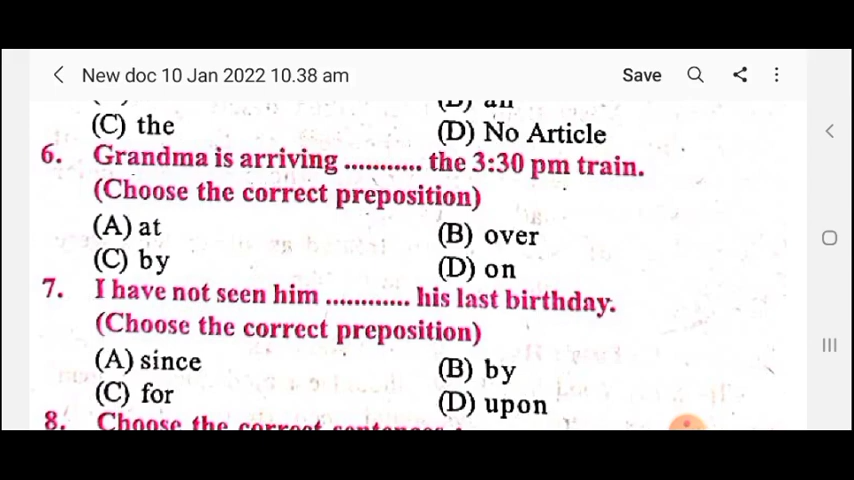 New doc 10 Jan 2022 10.38 am
Save
(C) the
(D) No Article
6. Grandma is arriving ............ the 3:30 pm train.
(Choose the correct preposition)
(A) at
(B) over
(C) by
(D) on
7. I have not seen him ............. his last birthday.
(Choose the correct preposition)
(A) since
(B) by
(C) for
(D) upon
8. Choose the correct sentences :